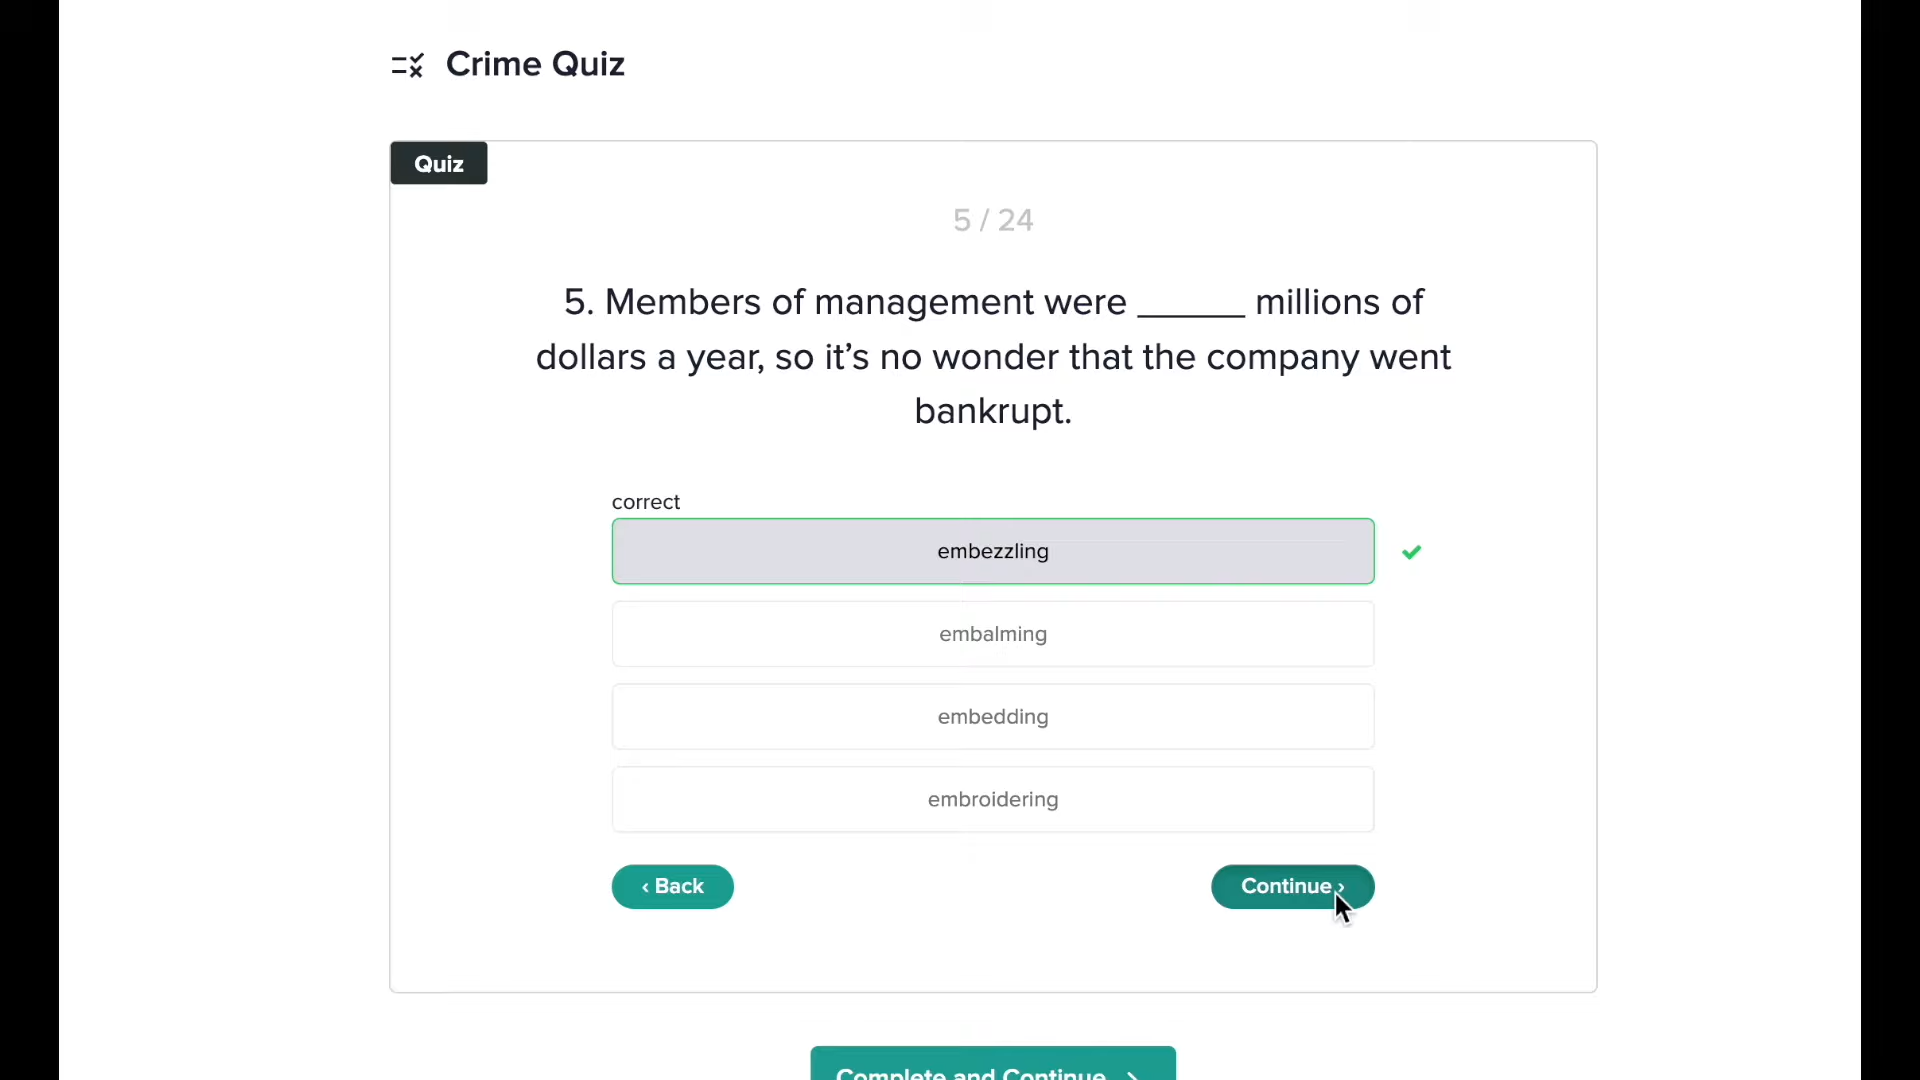 Crime Quiz
Quiz
5 / 24
5. Members of management were ______ millions of
dollars a year, so it’s no wonder that the company went
bankrupt.
correct
embezzling
embalming
embedding
embroidering
‹ Back
Continue ›
Complete and Continue >